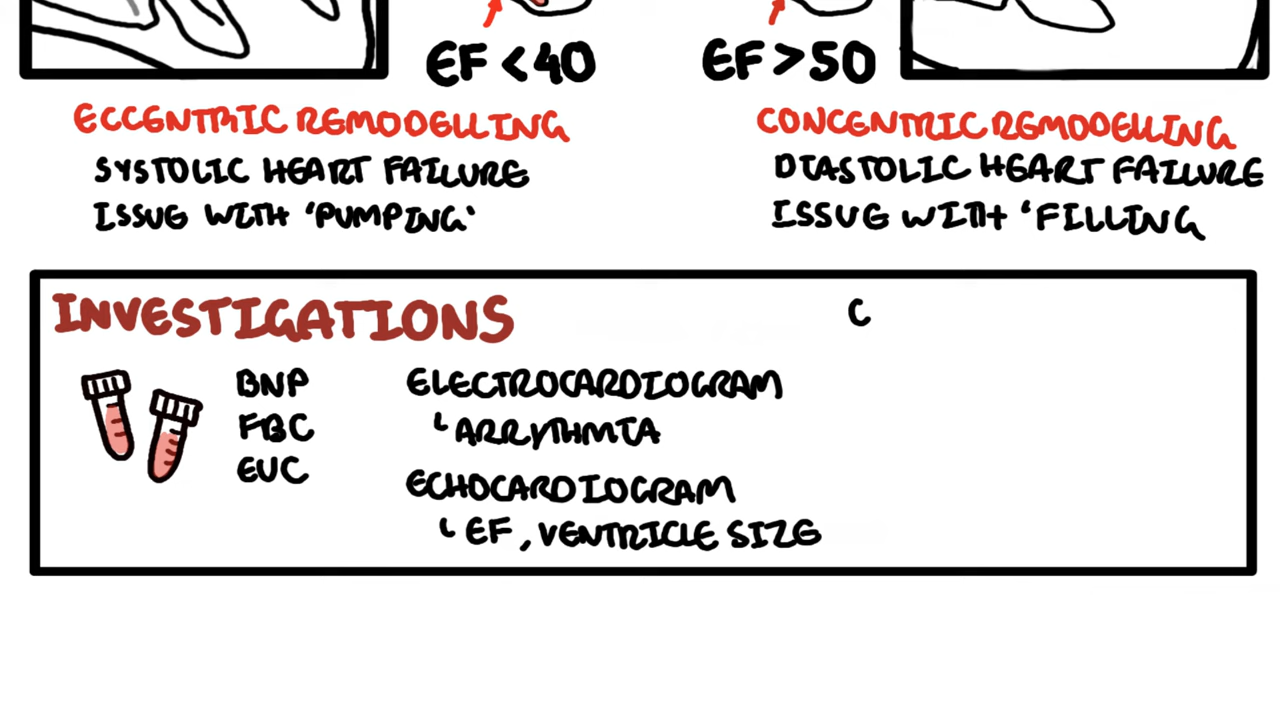 EF < 40
EF > 50
ECCENTRIC REMODELLING
SYSTOLIC HEART FAILURE
ISSUE WITH 'PUMPING'
CONCENTRIC REMODELLING
DIASTOLIC HEART FAILURE
ISSUE WITH 'FILLING
INVESTIGATIONS
BNP
FBC
EUC
ELECTROCARDIOGRAM
ARRYTHMIA
ECHOCARDIOGRAM
EF, VENTRICLE SIZE
C